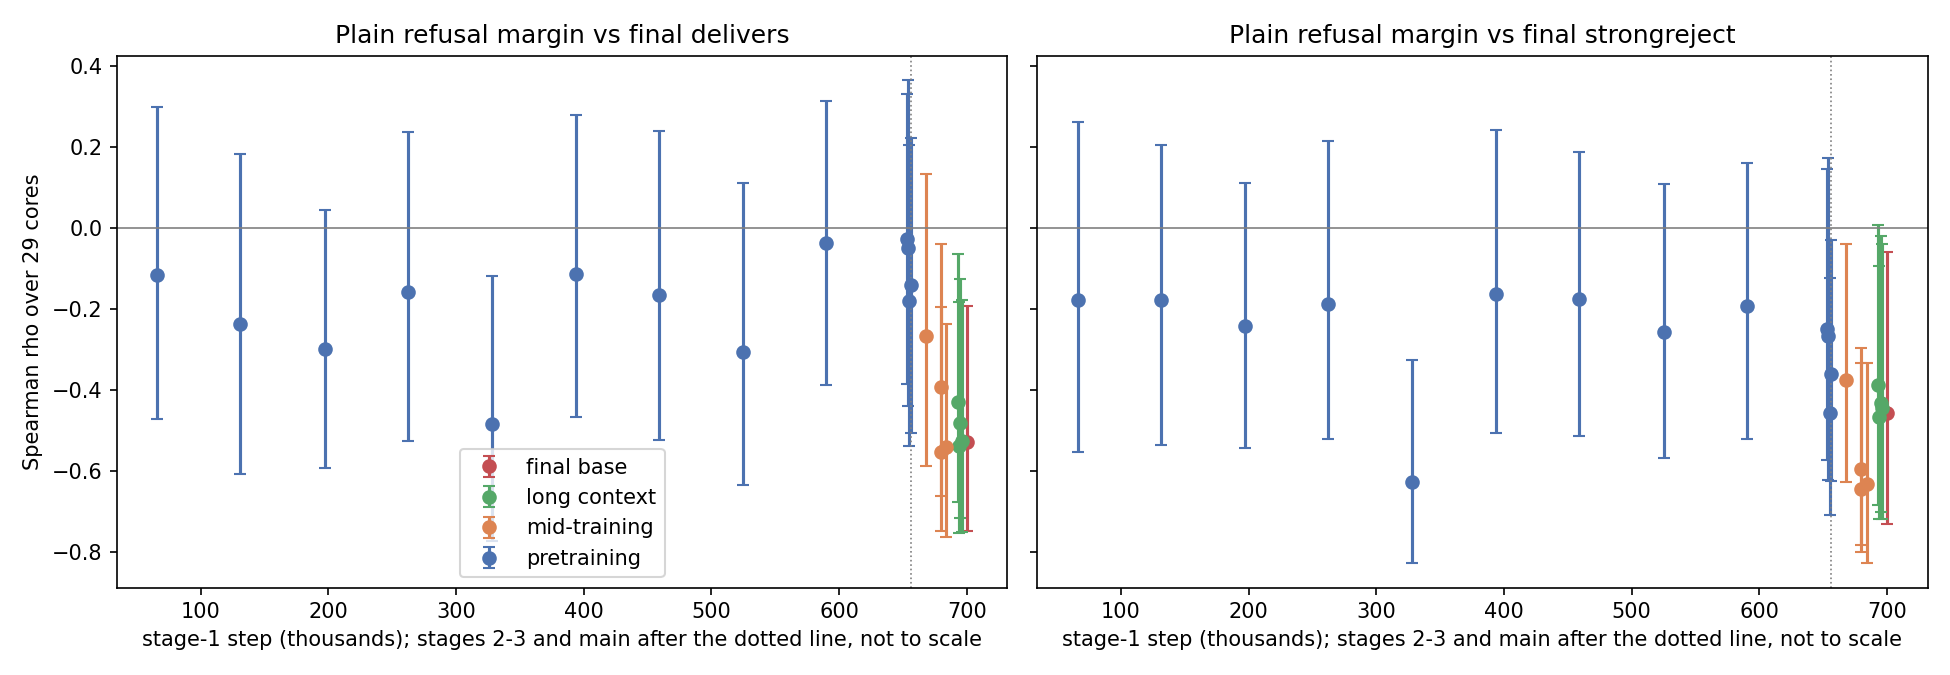 Plain refusal margin vs final delivers
Plain refusal margin vs final strongreject
Spearman rho over 29 cores
0.4
0.2
0.0
−0.2
−0.4
−0.6
−0.8
final base
long context
mid-training
pretraining
100 200 300 400 500 600 700
100 200 300 400 500 600 700
stage-1 step (thousands); stages 2-3 and main after the dotted line, not to scale
stage-1 step (thousands); stages 2-3 and main after the dotted line, not to scale